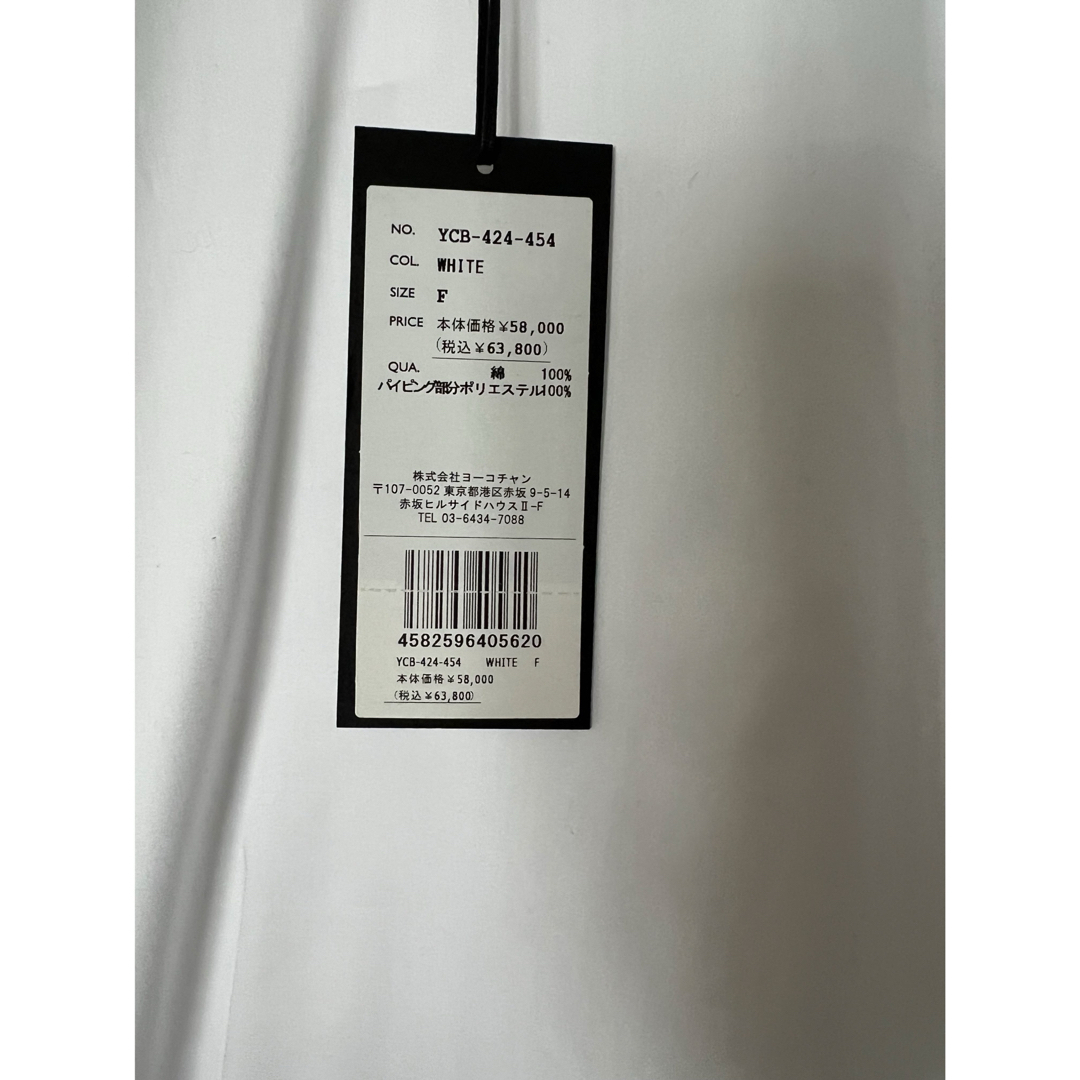 NO. YCB-424-454
COL. WHITE
SIZE F
PRICE 本体価格¥58,000
(税込¥63,800)
QUA. 綿 100%
パイピング部分ポリエステル100%
株式会社ヨーコチャン
〒107-0052 東京都港区赤坂9-5-14
赤坂ヒルサイドハウスⅡ-F
TEL 03-6434-7088
4582596405620
YCB-424-454 WHITE F
本体価格¥58,000
(税込¥63,800)